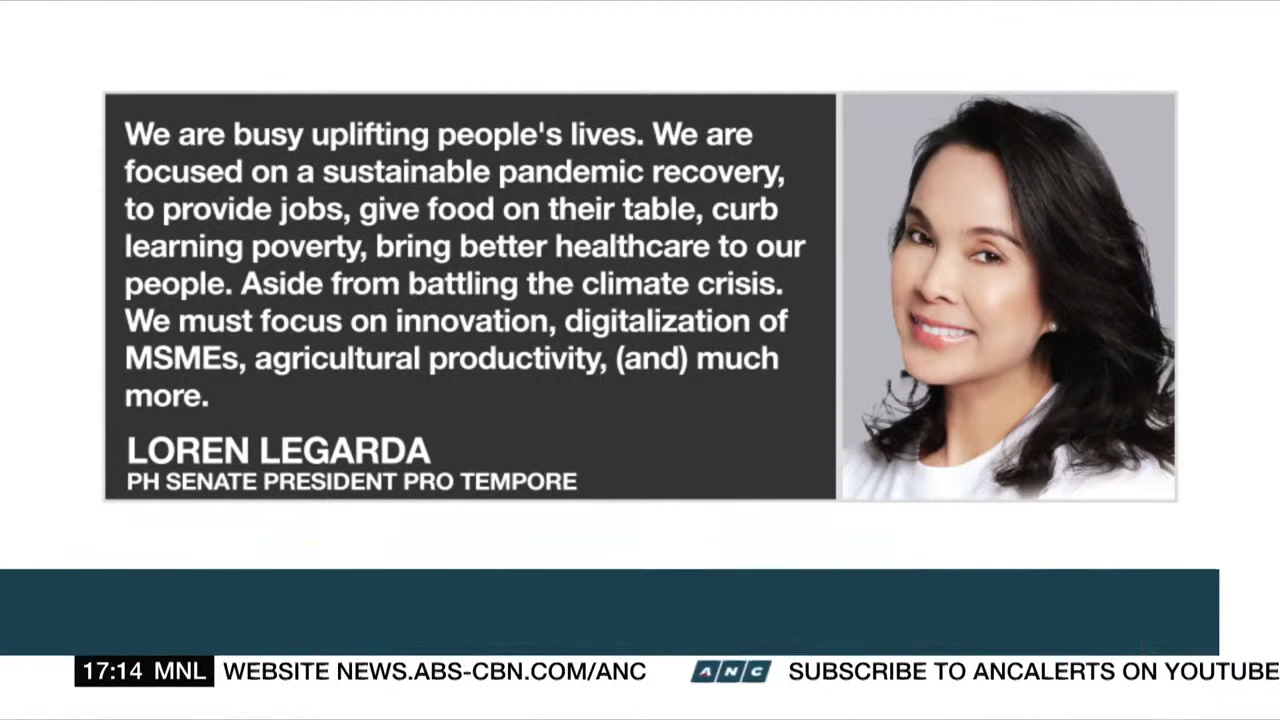 We are busy uplifting people's lives. We are
focused on a sustainable pandemic recovery,
to provide jobs, give food on their table, curb
learning poverty, bring better healthcare to our
people. Aside from battling the climate crisis.
We must focus on innovation, digitalization of
MSMEs, agricultural productivity, (and) much
more.
LOREN LEGARDA
PH SENATE PRESIDENT PRO TEMPORE
17:14 MNL WEBSITE NEWS.ABS-CBN.COM/ANC ANC SUBSCRIBE TO ANCALERTS ON YOUTUBE